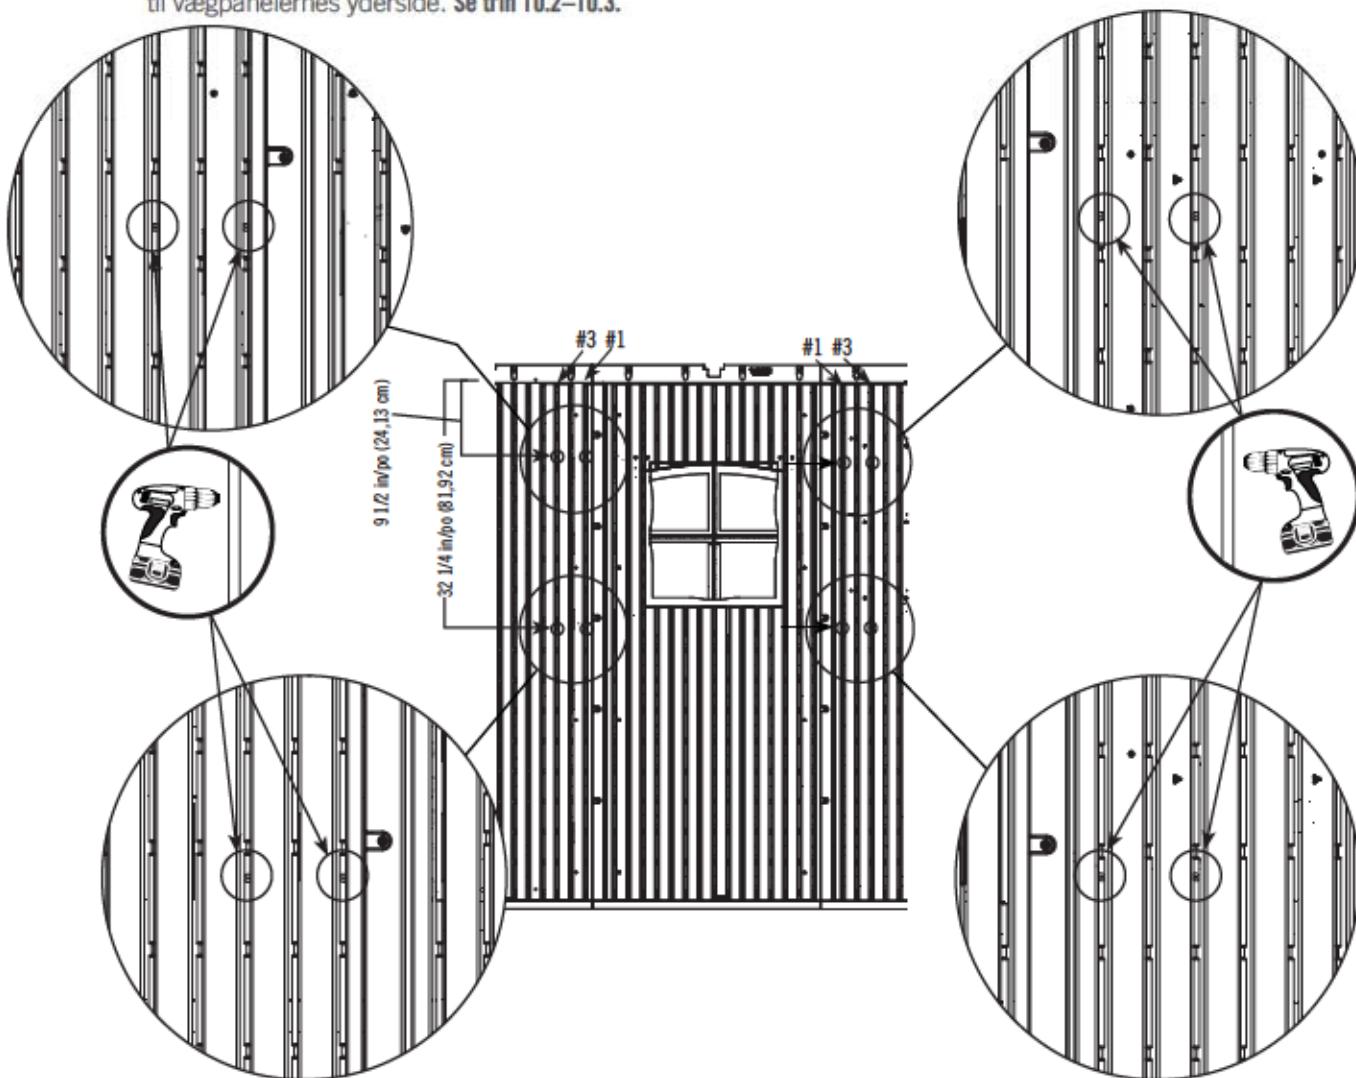 til vægpanelernes yderside. Se trin 10.2–10.3.
#3 #1
#1 #3
9 1/2 in/po (24,13 cm)
32 1/4 in/po (81,92 cm)